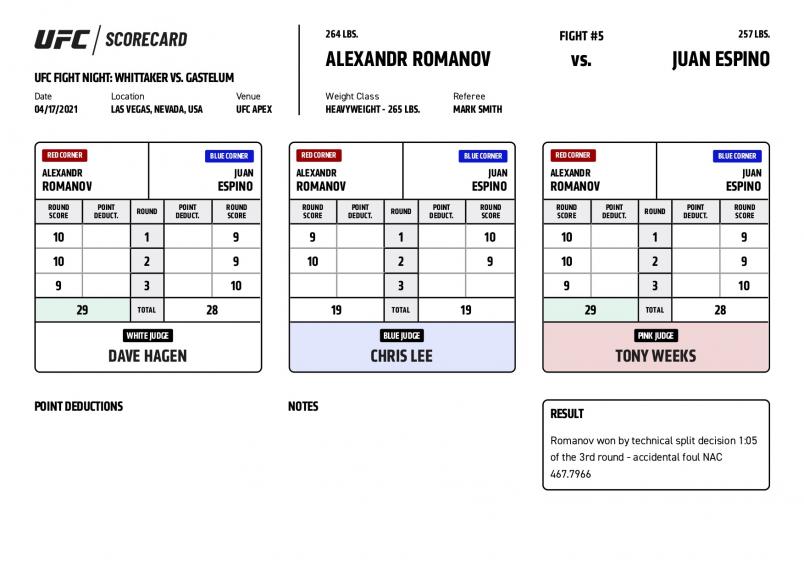 UFC / SCORECARD
UFC FIGHT NIGHT: WHITTAKER VS. GASTELUM
Date Location Venue
04/17/2021 LAS VEGAS, NEVADA, USA UFC APEX
264 LBS. FIGHT #5 257 LBS.
ALEXANDR ROMANOV VS. JUAN ESPINO
Weight Class Referee
HEAVYWEIGHT - 265 LBS. MARK SMITH
RED CORNER BLUE CORNER
ALEXANDR JUAN
ROMANOV ESPINO
ROUND SCORE POINT DEDUCT. ROUND POINT DEDUCT. ROUND SCORE
10 1 9
10 2 9
9 3 10
29 TOTAL 28
WHITE JUDGE
DAVE HAGEN
RED CORNER BLUE CORNER
ALEXANDR JUAN
ROMANOV ESPINO
ROUND SCORE POINT DEDUCT. ROUND POINT DEDUCT. ROUND SCORE
9 1 10
10 2 9
3
19 TOTAL 19
BLUE JUDGE
CHRIS LEE
RED CORNER BLUE CORNER
ALEXANDR JUAN
ROMANOV ESPINO
ROUND SCORE POINT DEDUCT. ROUND POINT DEDUCT. ROUND SCORE
10 1 9
10 2 9
9 3 10
29 TOTAL 28
PINK JUDGE
TONY WEEKS
POINT DEDUCTIONS
NOTES
RESULT
Romanov won by technical split decision 1:05
of the 3rd round - accidental foul NAC
467.7966